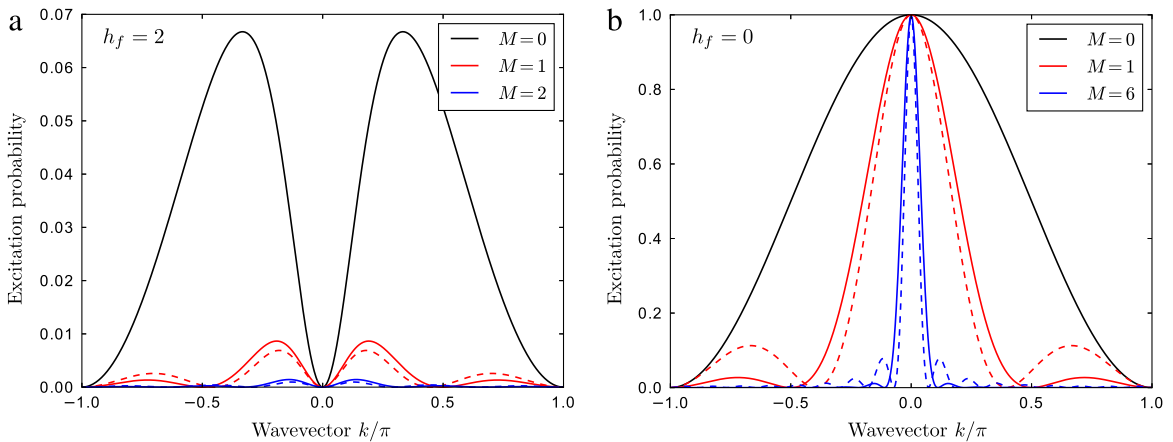 a
h_f = 2
M=0
M=1
M=2
0.07
0.06
0.05
0.04
0.03
0.02
0.01
0.00
−1.0
−0.5
0.0
0.5
1.0
Excitation probability
Wavevector k/π
b
h_f = 0
M=0
M=1
M=6
1.0
0.8
0.6
0.4
0.2
0.0
−1.0
−0.5
0.0
0.5
1.0
Excitation probability
Wavevector k/π